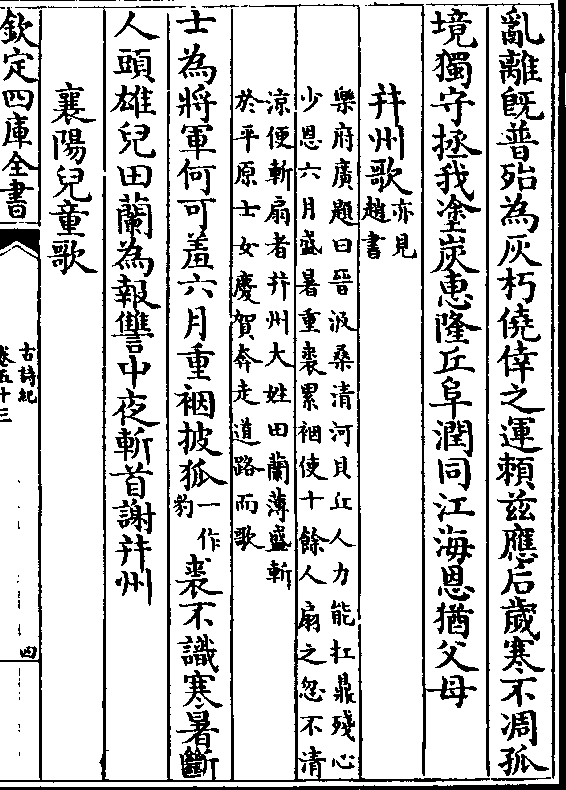 亂離既普殆為灰朽僥倖之運頼兹應后歲寒不凋孤
境獨守拯我塗炭惠隆丘阜潤同江海恩猶父母
并州歌亦見趙書
樂府廣題曰晉汲桑清河貝丘人力能扛鼎殘心
少恩六月盛暑重裘累裀使十餘人扇之忽不清
涼便斬扇者并州大姓田蘭薄盛斬
於平原士女慶賀奔走道路而歌
士為將軍何可羞六月重裀披狐一作豹裘不識寒暑斷
人頭雄兒田蘭為報讐中夜斬首謝并州
襄陽兒童歌
欽定四庫全書
古詩紀
卷五十三
四